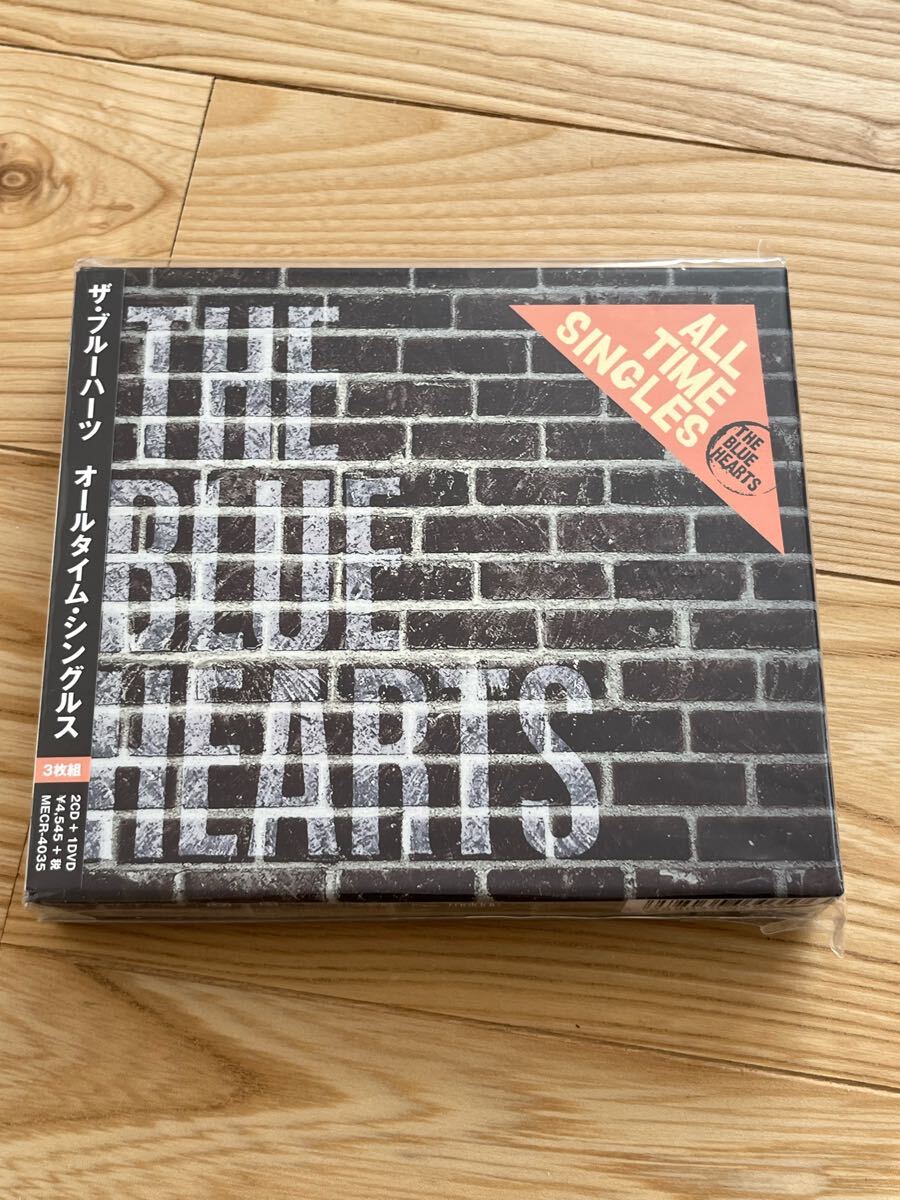 ザ・ブルーハーツ オールタイム・シングルス
3枚組
2CD + 1DVD
¥4,545 + 税
MECR-4035
THE
BLUE
HEARTS
ALL
TIME
SINGLES
THE
BLUE
HEARTS